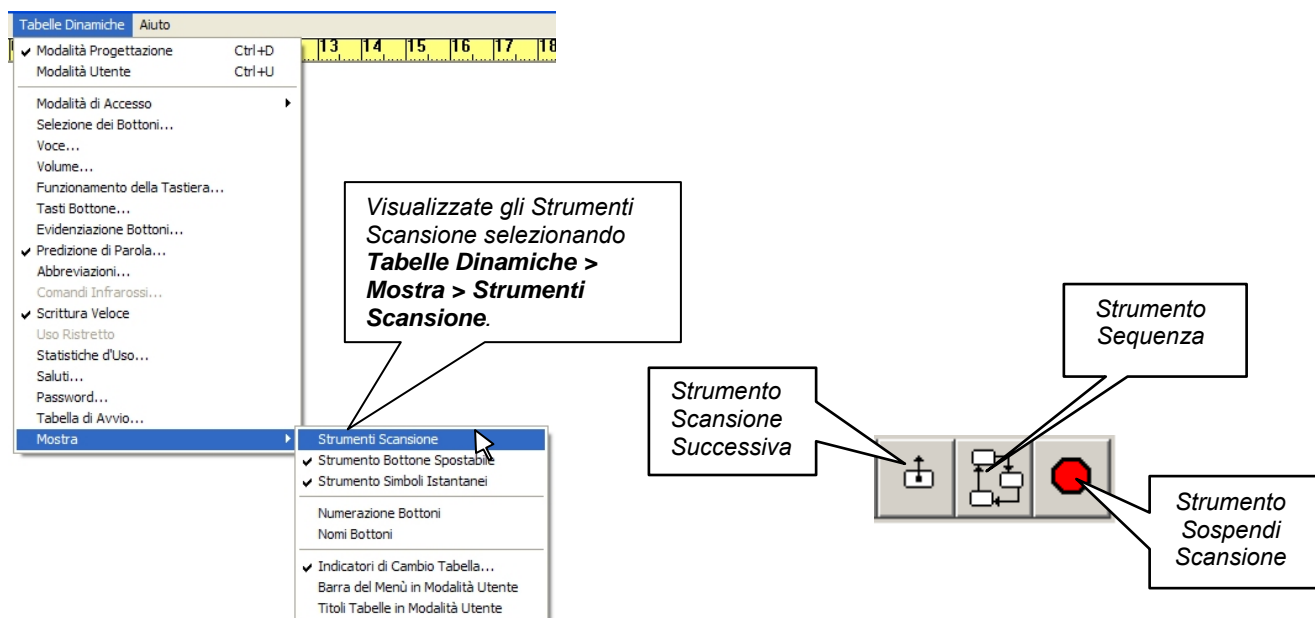 Tabelle Dinamiche Aiuto
13 14 15 16 17 18
✓ Modalità Progettazione Ctrl+D
Modalità Utente Ctrl+U
Modalità di Accesso
Selezione dei Bottoni...
Voce...
Volume...
Funzionamento della Tastiera...
Tasti Bottone...
Evidenziazione Bottoni...
✓ Predizione di Parola...
Abbreviazioni...
Comandi Infrarossi...
✓ Scrittura Veloce
Uso Ristretto
Statistiche d'Uso...
Saluti...
Password...
Tabella di Avvio...
Mostra
Strumenti Scansione
✓ Strumento Bottone Spostabile
✓ Strumento Simboli Istantanei
Numerazione Bottoni
Nomi Bottoni
✓ Indicatori di Cambio Tabella...
Barra del Menù in Modalità Utente
Titoli Tabelle in Modalità Utente
Visualizzate gli Strumenti
Scansione selezionando
Tabelle Dinamiche >
Mostra > Strumenti
Scansione.
Strumento
Scansione
Successiva
Strumento
Sequenza
Strumento
Sospendi
Scansione